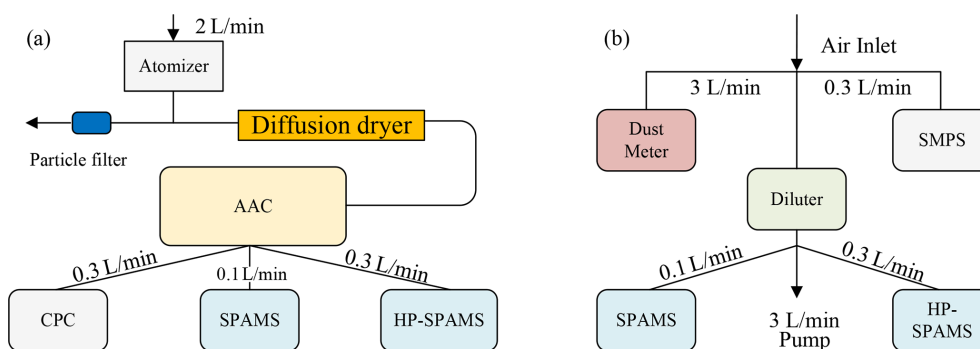 (a)
2 L/min
Atomizer
Diffusion dryer
Particle filter
AAC
0.3 L/min
0.1 L/min
0.3 L/min
CPC
SPAMS
HP-SPAMS
(b)
Air Inlet
3 L/min
0.3 L/min
Dust
Meter
SMPS
Diluter
0.1 L/min
0.3 L/min
SPAMS
3 L/min
Pump
HP-
SPAMS